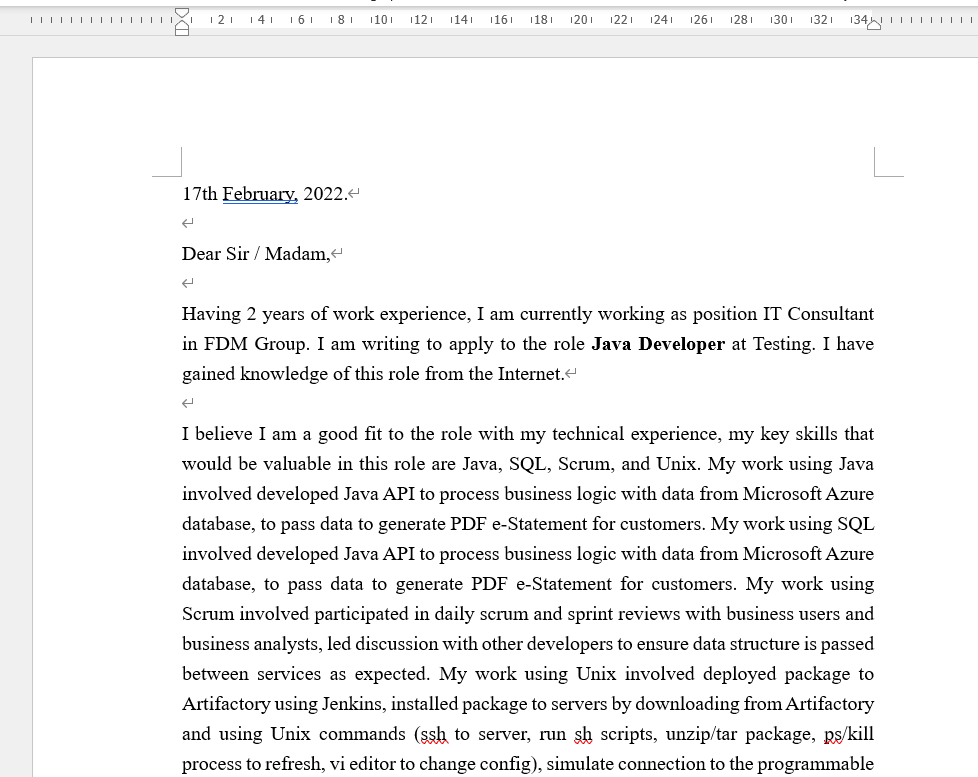 2 4 6 8 10 12 14 16 18 20 22 24 26 28 30 32 34
17th February, 2022.
Dear Sir / Madam,
Having 2 years of work experience, I am currently working as position IT Consultant
in FDM Group. I am writing to apply to the role Java Developer at Testing. I have
gained knowledge of this role from the Internet.
I believe I am a good fit to the role with my technical experience, my key skills that
would be valuable in this role are Java, SQL, Scrum, and Unix. My work using Java
involved developed Java API to process business logic with data from Microsoft Azure
database, to pass data to generate PDF e-Statement for customers. My work using SQL
involved developed Java API to process business logic with data from Microsoft Azure
database, to pass data to generate PDF e-Statement for customers. My work using
Scrum involved participated in daily scrum and sprint reviews with business users and
business analysts, led discussion with other developers to ensure data structure is passed
between services as expected. My work using Unix involved deployed package to
Artifactory using Jenkins, installed package to servers by downloading from Artifactory
and using Unix commands (ssh to server, run sh scripts, unzip/tar package, ps/kill
process to refresh, vi editor to change config), simulate connection to the programmable